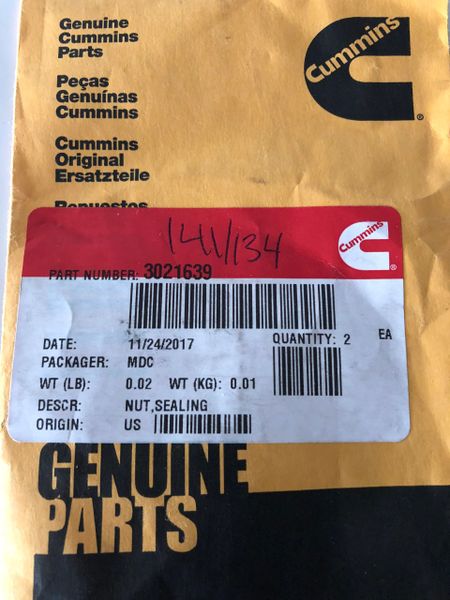 Genuine
Cummins
Parts
Cummins
®
Peças
Genuínas
Cummins
Cummins
Original
Ersatzteile
Repuestos
141/134
Cummins
®
PART NUMBER: 3021639
DATE: 11/24/2017
QUANTITY: 2 EA
PACKAGER: MDC
WT (LB): 0.02 WT (KG): 0.01
DESCR: NUT,SEALING
ORIGIN: US
GENUINE
PARTS